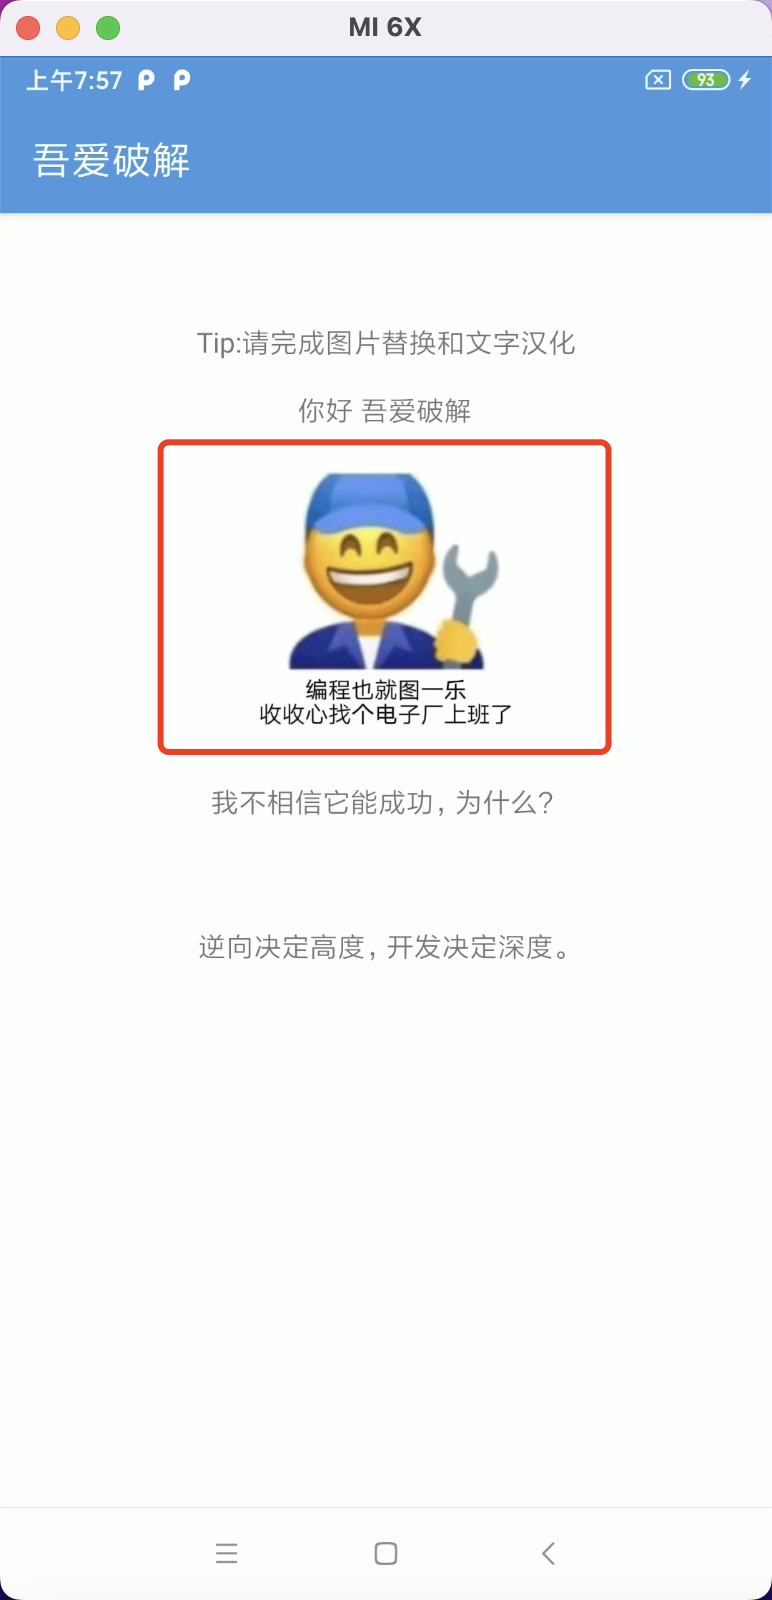 MI 6X
上午7:57
93
吾爱破解
Tip:请完成图片替换和文字汉化
你好 吾爱破解
编程也就图一乐
收收心找个电子厂上班了
我不相信它能成功，为什么？
逆向决定高度，开发决定深度。